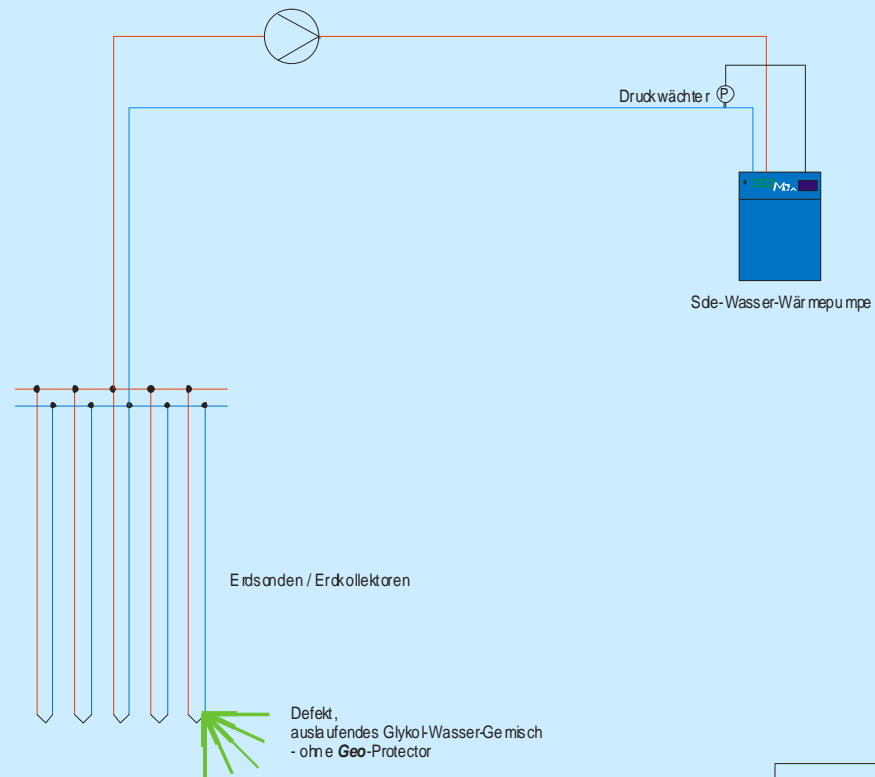 Druckwächter P
Sole-Wasser-Wärmepumpe
Erdsonden / Erdkollektoren
Defekt,
auslaufendes Glykol-Wasser-Gemisch
- ohne Geo-Protector